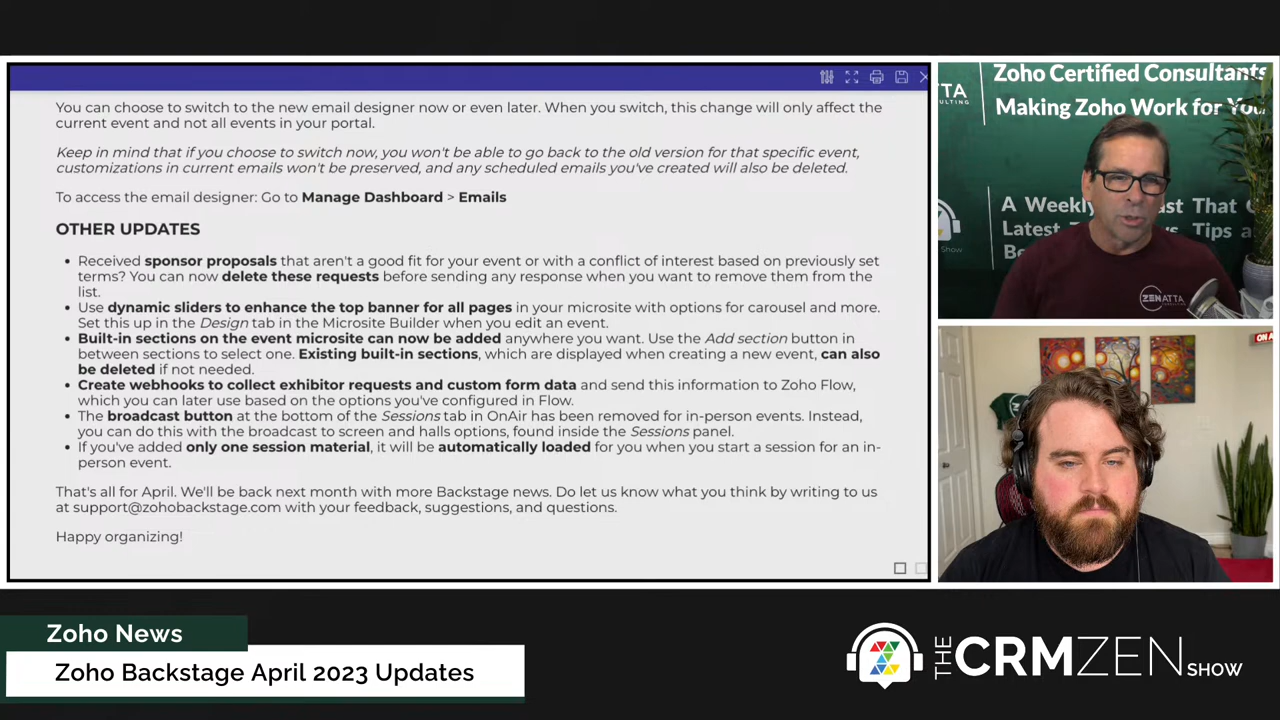 You can choose to switch to the new email designer now or even later. When you switch, this change will only affect the
current event and not all events in your portal.
Keep in mind that if you choose to switch now, you won't be able to go back to the old version for that specific event,
customizations in current emails won't be preserved, and any scheduled emails you've created will also be deleted.
To access the email designer: Go to Manage Dashboard > Emails
OTHER UPDATES
• Received sponsor proposals that aren't a good fit for your event or with a conflict of interest based on previously set
terms? You can now delete these requests before sending any response when you want to remove them from the
list.
• Use dynamic sliders to enhance the top banner for all pages in your microsite with options for carousel and more.
Set this up in the Design tab in the Microsite Builder when you edit an event.
• Built-in sections on the event microsite can now be added anywhere you want. Use the Add section button in
between sections to select one. Existing built-in sections, which are displayed when creating a new event, can also
be deleted if not needed.
• Create webhooks to collect exhibitor requests and custom form data and send this information to Zoho Flow,
which you can later use based on the options you've configured in Flow.
• The broadcast button at the bottom of the Sessions tab in OnAir has been removed for in-person events. Instead,
you can do this with the broadcast to screen and halls options, found inside the Sessions panel.
• If you've added only one session material, it will be automatically loaded for you when you start a session for an in-
person event.
That's all for April. We'll be back next month with more Backstage news. Do let us know what you think by writing to us
at support@zohobackstage.com with your feedback, suggestions, and questions.
Happy organizing!
Zoho Certified Consultants
Making Zoho Work for You
ATTA
SULTING
A Weekly
st That
Latest
s, Tips a
Show
ZENATTA
CONSULTING
ON A
Zoho News
Zoho Backstage April 2023 Updates
THE CRMZEN SHOW